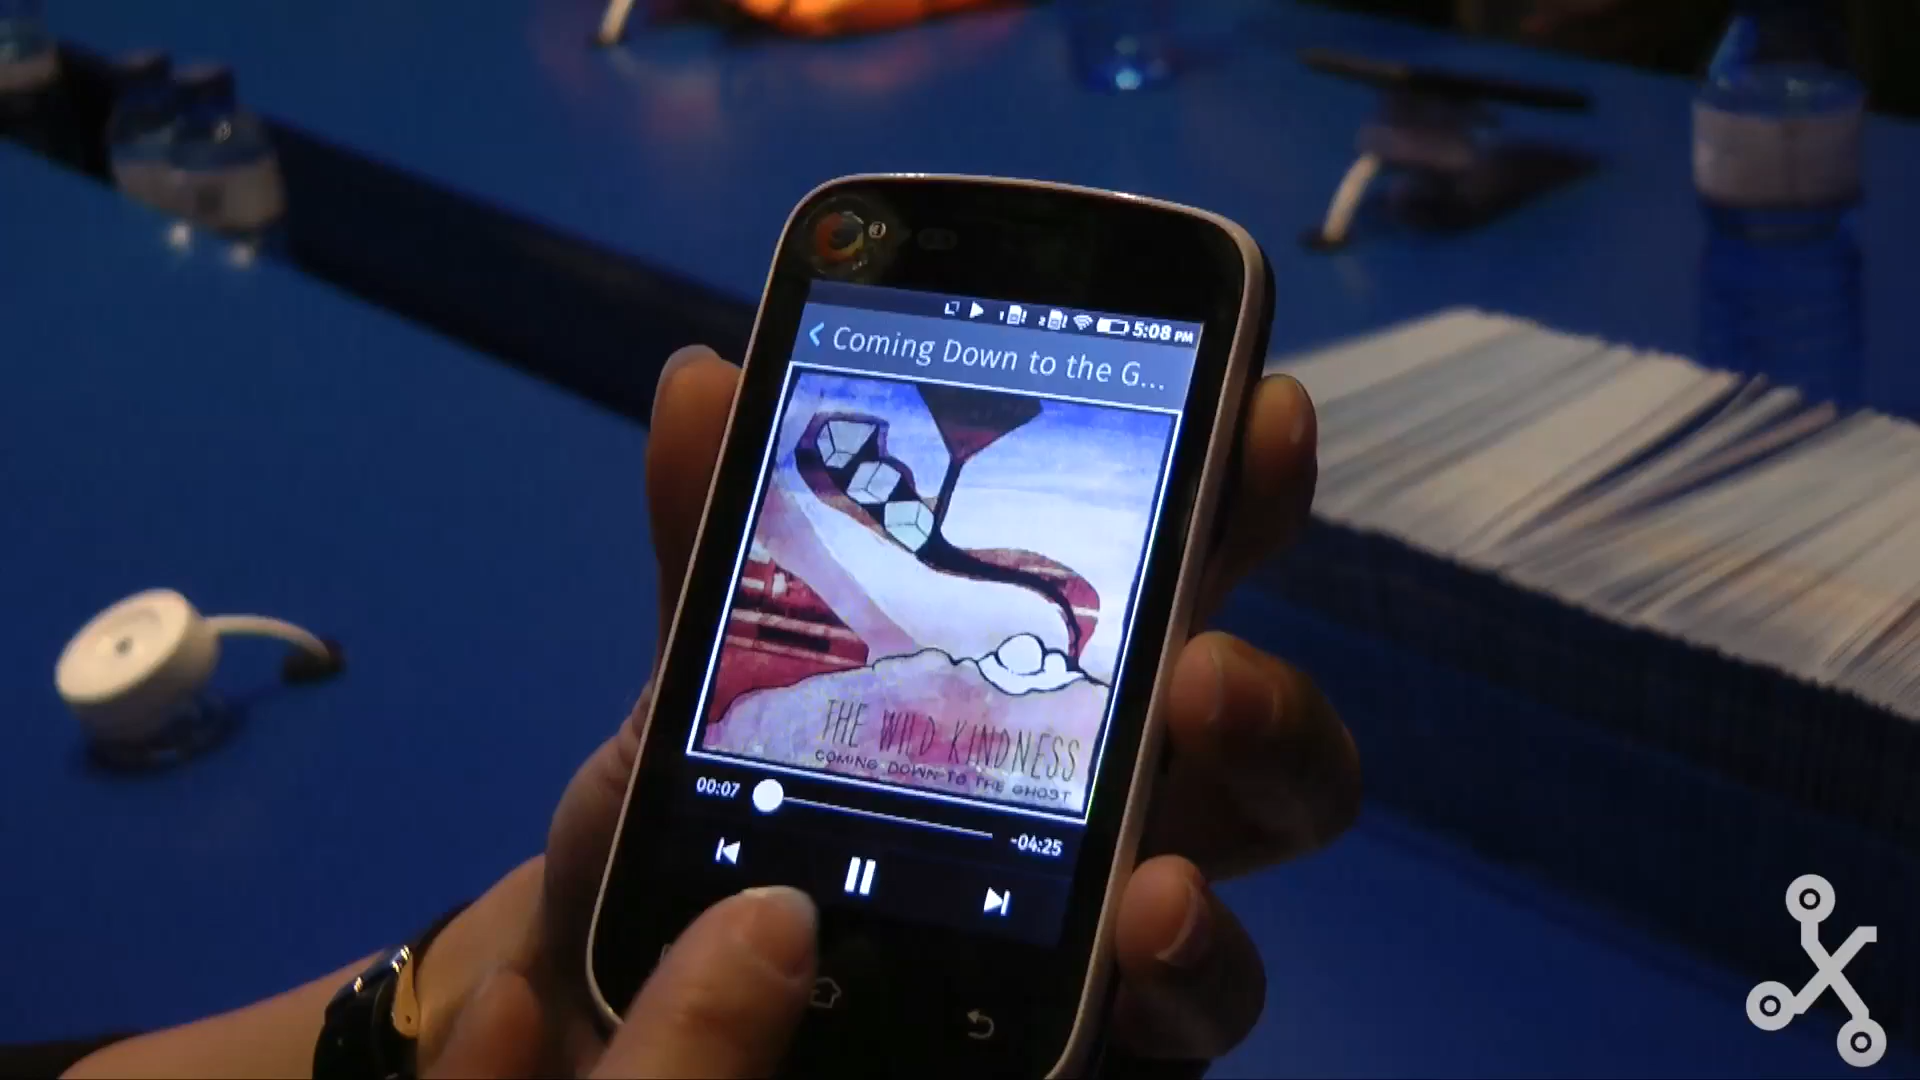 5:08 PM
Coming Down to the G...
THE WILD KINDNESS
COMING DOWN TO THE GHOST
00:07
-04:25